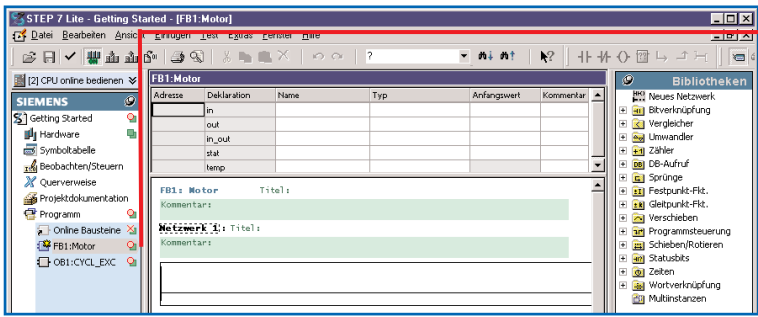 STEP 7 Lite - Getting Started - [FB1:Motor]
Datei Bearbeiten Ansicht Einfügen Test Extras Fenster Hilfe
?
[2] CPU online bedienen
SIEMENS
Getting Started
Hardware
Symboltabelle
Beobachten/Steuern
Querverweise
Projektdokumentation
Programm
Online Bausteine
FB1:Motor
OB1:CYCL_EXC
FB1:Motor
Adresse Deklaration Name Typ Anfangswert Kommentar
in
out
in_out
stat
temp
FB1: Motor Titel:
Kommentar:
Netzwerk 1: Titel:
Kommentar:
Bibliotheken
Neues Netzwerk
Bitverknüpfung
Vergleicher
Umwandler
Zähler
DB-Aufruf
Sprünge
Festpunkt-Fkt.
Gleitpunkt-Fkt.
Verschieben
Programmsteuerung
Schieben/Rotieren
Statusbits
Zeiten
Wortverknüpfung
Multiinstanzen